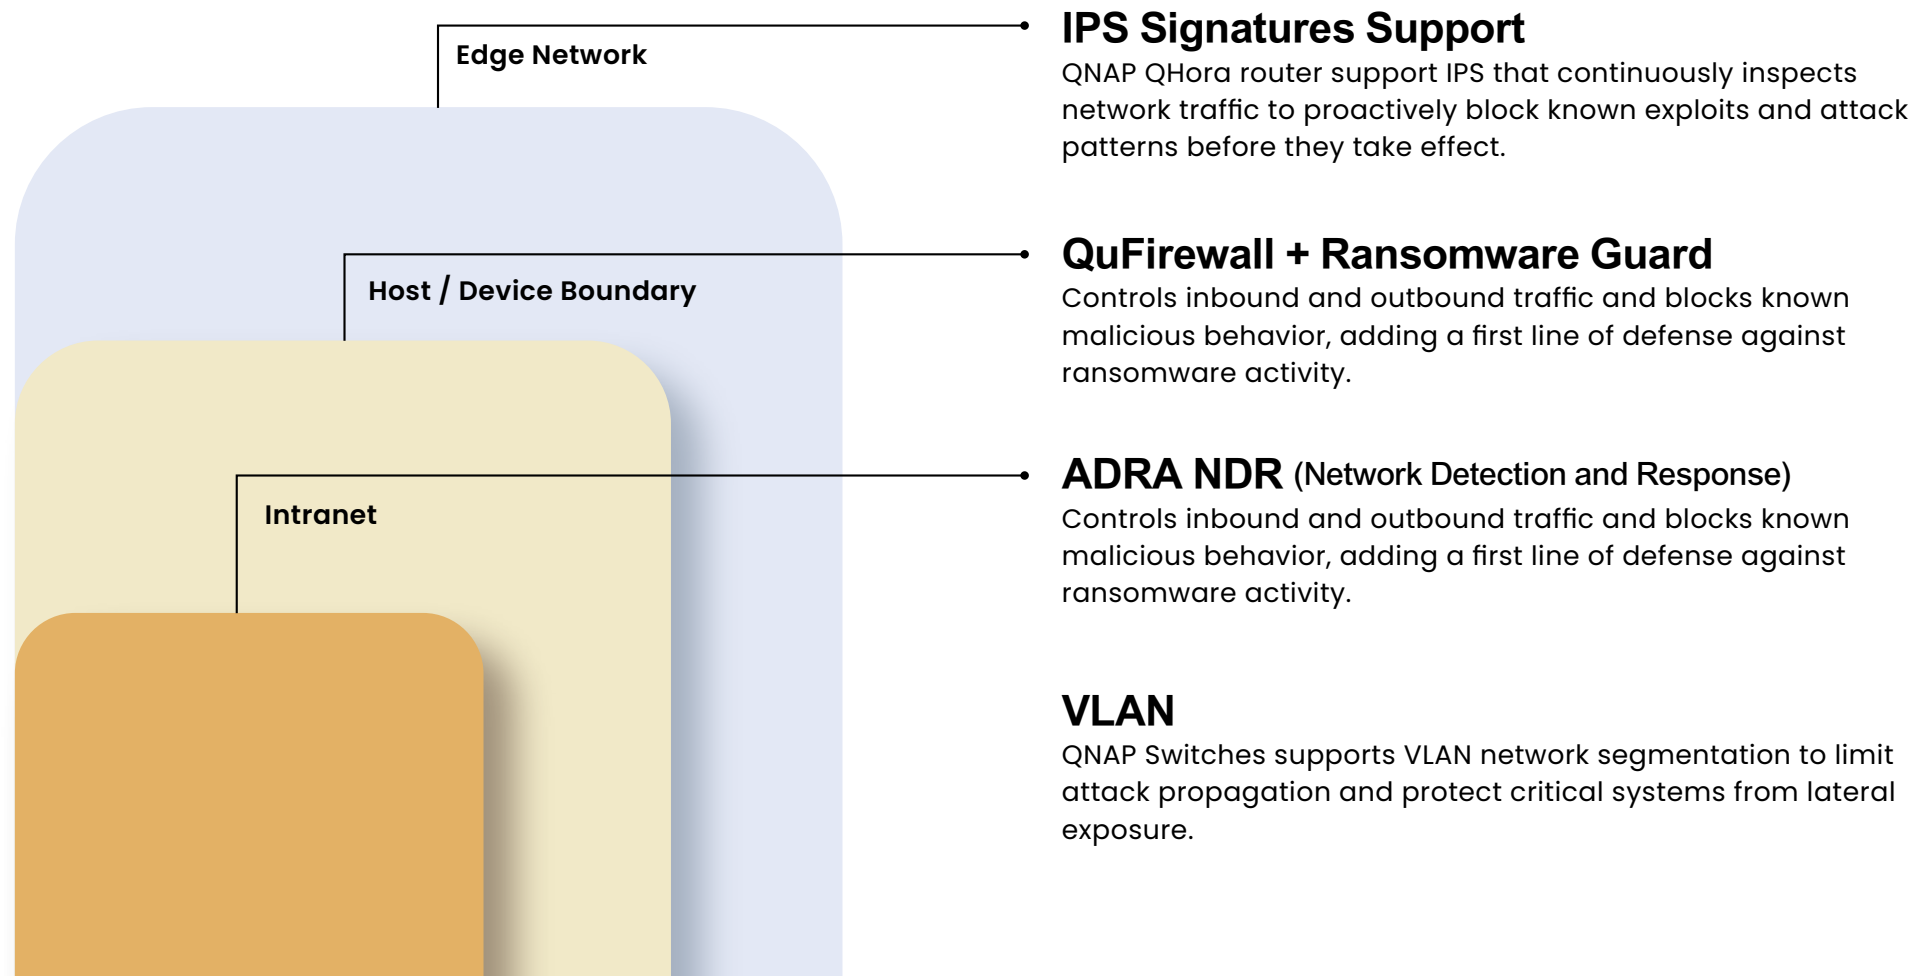 Edge Network
IPS Signatures Support
QNAP QHora router support IPS that continuously inspects
network traffic to proactively block known exploits and attack
patterns before they take effect.
Host / Device Boundary
QuFirewall + Ransomware Guard
Controls inbound and outbound traffic and blocks known
malicious behavior, adding a first line of defense against
ransomware activity.
Intranet
ADRA NDR (Network Detection and Response)
Controls inbound and outbound traffic and blocks known
malicious behavior, adding a first line of defense against
ransomware activity.
VLAN
QNAP Switches supports VLAN network segmentation to limit
attack propagation and protect critical systems from lateral
exposure.